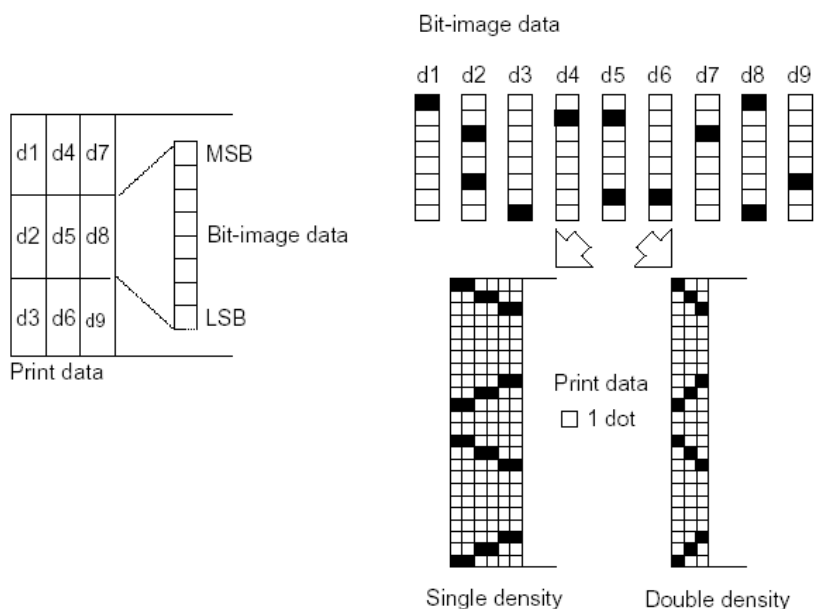 Bit-image data
d1 d2 d3 d4 d5 d6 d7 d8 d9
d1 d4 d7
d2 d5 d8
d3 d6 d9
MSB
Bit-image data
LSB
Print data
Print data
1 dot
Single density
Double density